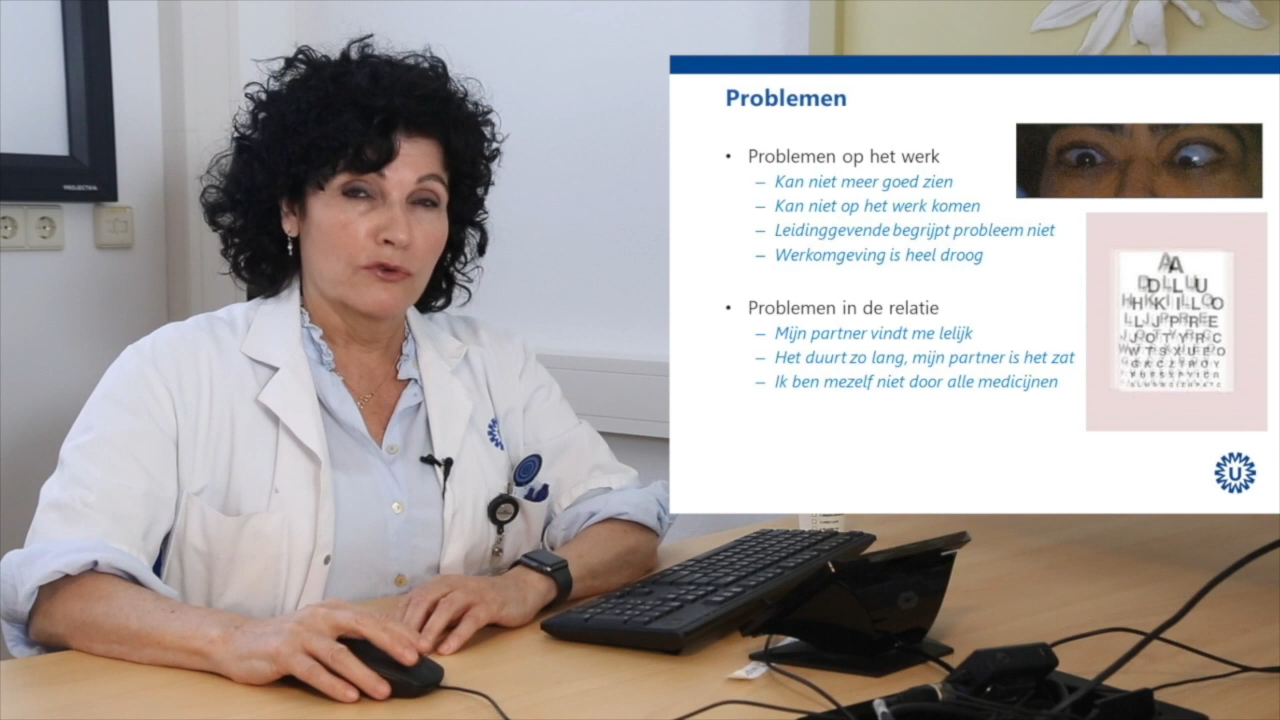 PROJECTA
Problemen
• Problemen op het werk
– Kan niet meer goed zien
– Kan niet op het werk komen
– Leidinggevende begrijpt probleem niet
– Werkomgeving is heel droog
• Problemen in de relatie
– Mijn partner vindt me lelijk
– Het duurt zo lang, mijn partner is het zat
– Ik ben mezelf niet door alle medicijnen
U